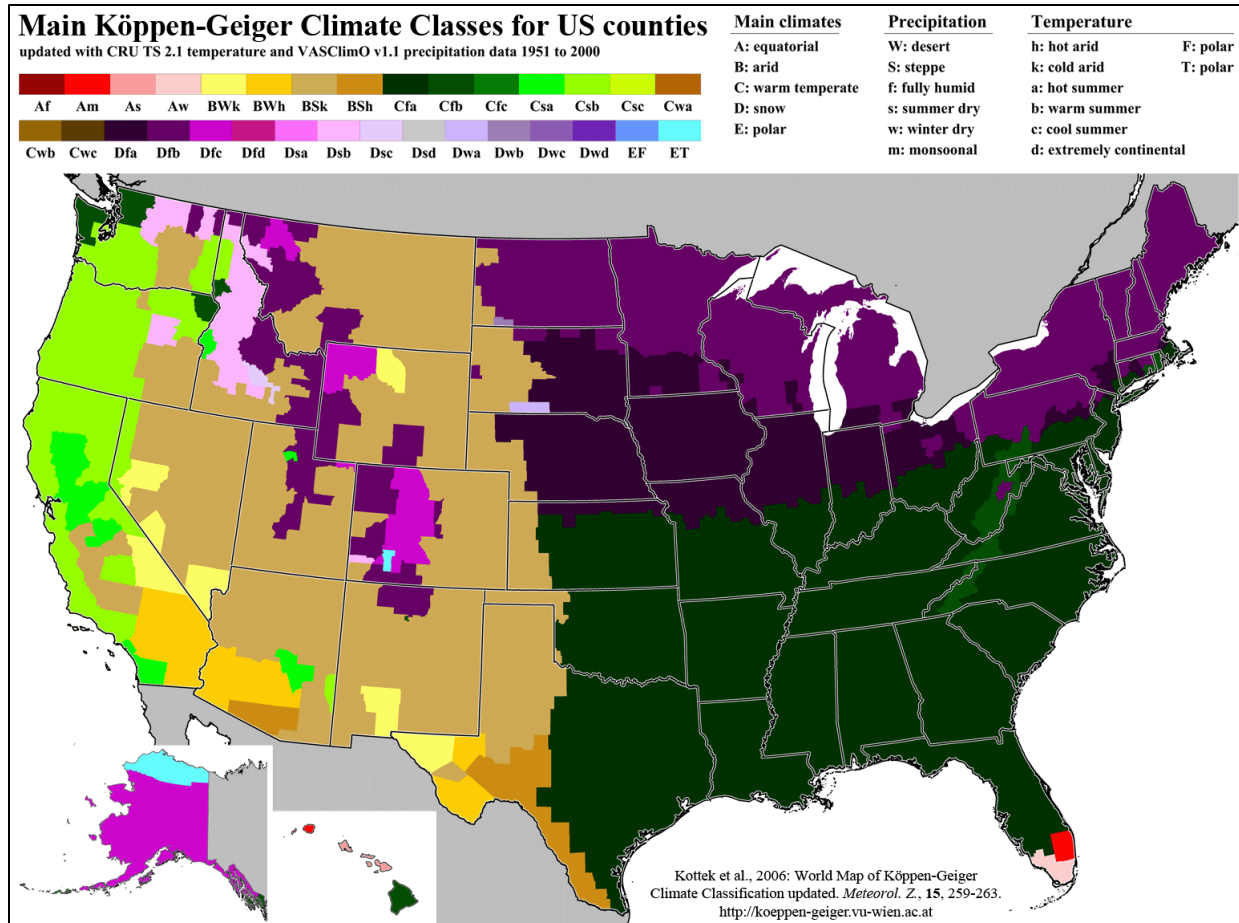 Main Köppen-Geiger Climate Classes for US counties
updated with CRU TS 2.1 temperature and VASClimO v1.1 precipitation data 1951 to 2000
Af Am As Aw BWk BWh BSk BSh Cfa Cfb Cfc Csa Csb Csc Cwa
Cwb Cwc Dfa Dfb Dfc Dfd Dsa Dsb Dsc Dsd Dwa Dwb Dwc Dwd EF ET
Main climates
A: equatorial
B: arid
C: warm temperate
D: snow
E: polar
Precipitation
W: desert
S: steppe
f: fully humid
s: summer dry
w: winter dry
m: monsoonal
Temperature
h: hot arid F: polar
k: cold arid T: polar
a: hot summer
b: warm summer
c: cool summer
d: extremely continental
Kottek et al., 2006: World Map of Köppen-Geiger
Climate Classification updated. Meteorol. Z., 15, 259-263.
http://koeppen-geiger.vu-wien.ac.at